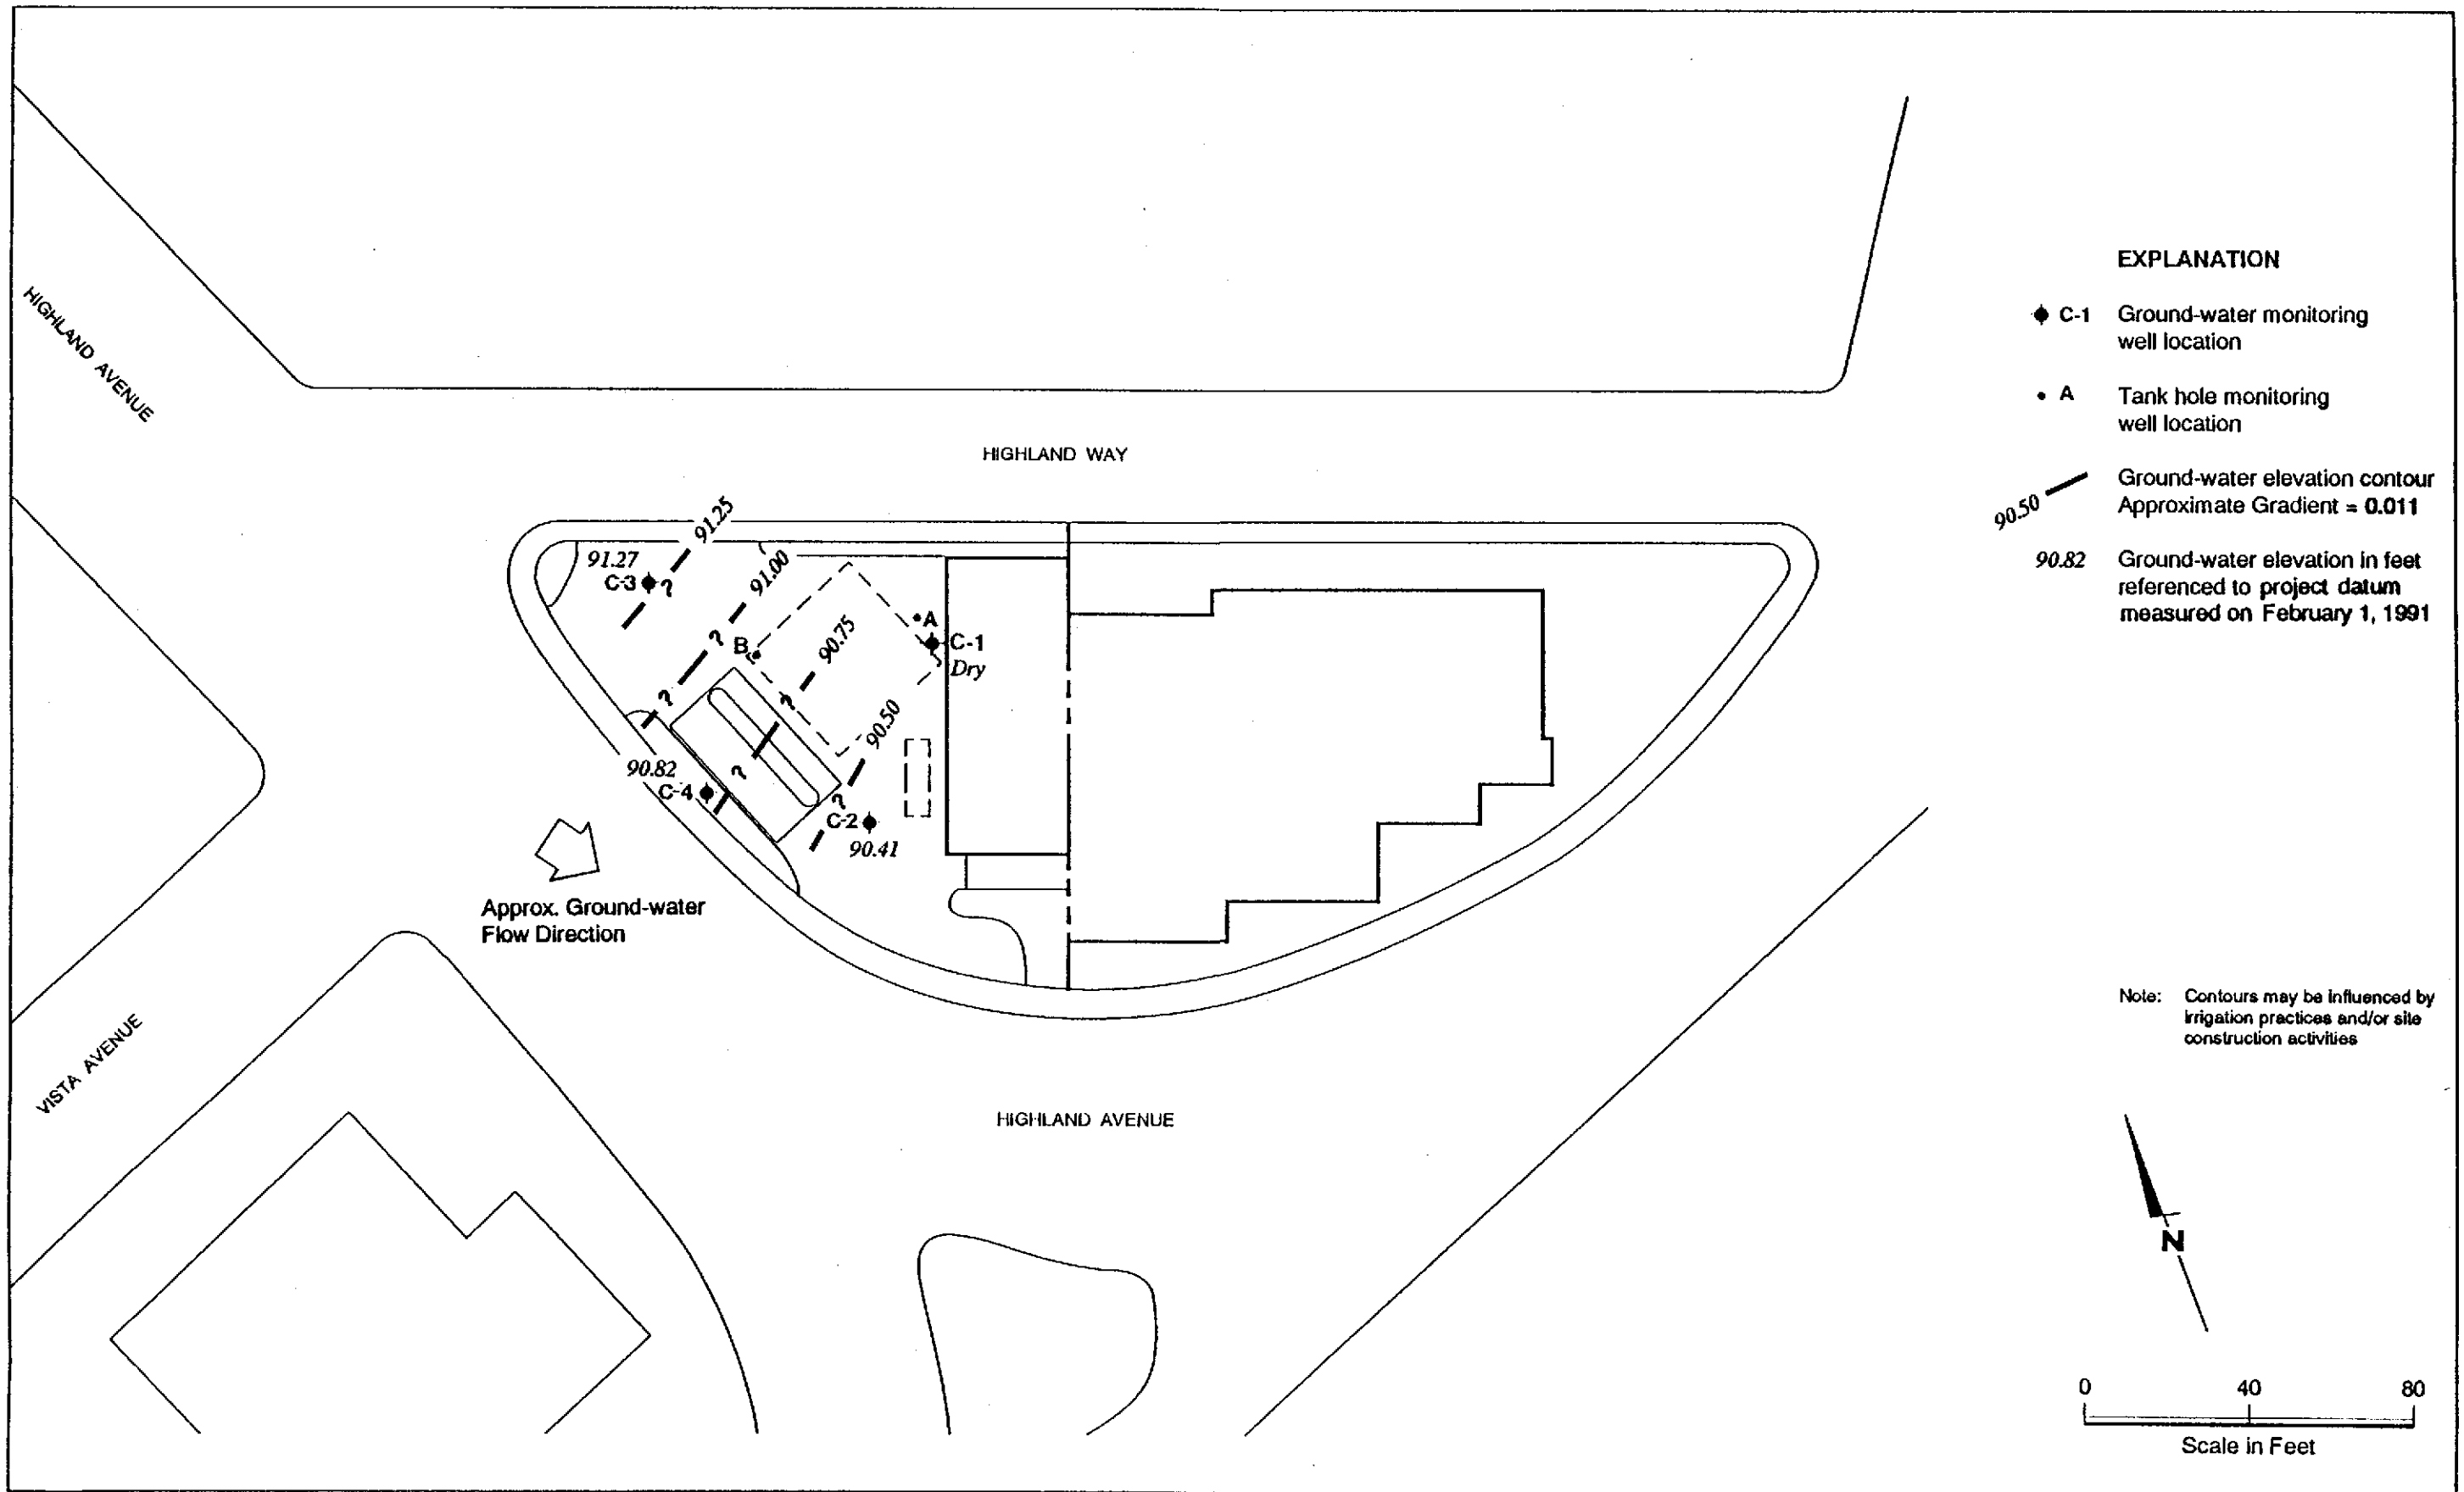 EXPLANATION
C-1 Ground-water monitoring
well location
A Tank hole monitoring
well location
90.50 Ground-water elevation contour
Approximate Gradient = 0.011
90.82 Ground-water elevation in feet
referenced to project datum
measured on February 1, 1991
HIGHLAND AVENUE
HIGHLAND WAY
91.25
91.27
C-3 ?
91.00
?
A
B
90.75
C-1
Dry
?
?
90.50
90.82
?
C-4
?
C-2
90.41
Approx. Ground-water
Flow Direction
VISTA AVENUE
HIGHLAND AVENUE
Note: Contours may be influenced by
irrigation practices and/or site
construction activities
N
0 40 80
Scale in Feet